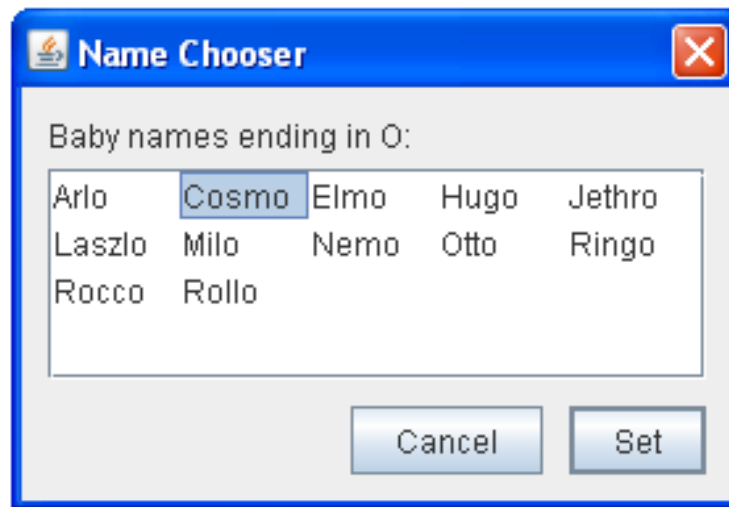 Name Chooser
Baby names ending in O:
Arlo Cosmo Elmo Hugo Jethro
Laszlo Milo Nemo Otto Ringo
Rocco Rollo
Cancel Set